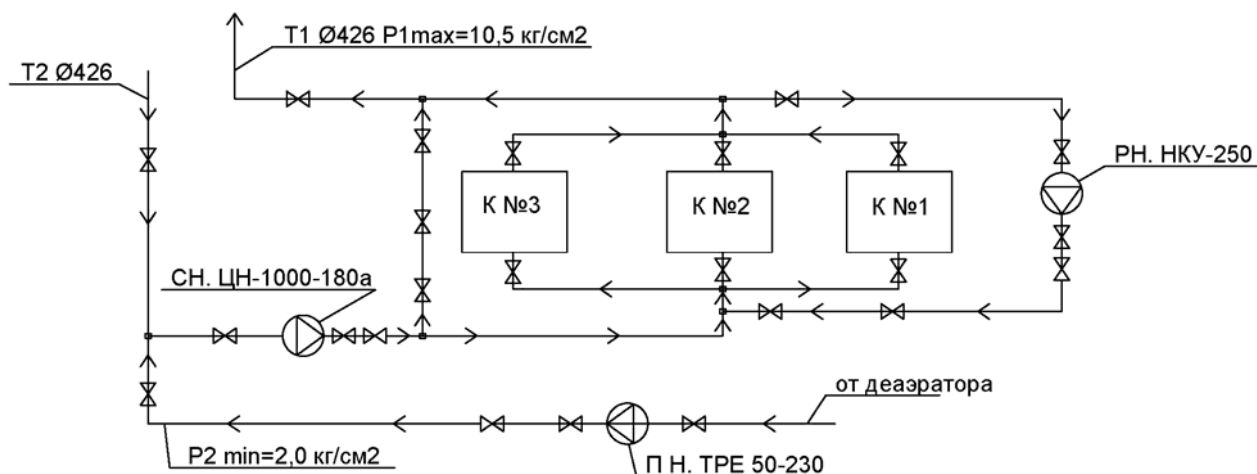 Т1 Ø426 P1max=10,5 кг/см2
Т2 Ø426
РН. НКУ-250
К №3
К №2
К №1
СН. ЦН-1000-180а
от деаэратора
P2 min=2,0 кг/см2
П Н. ТРЕ 50-230